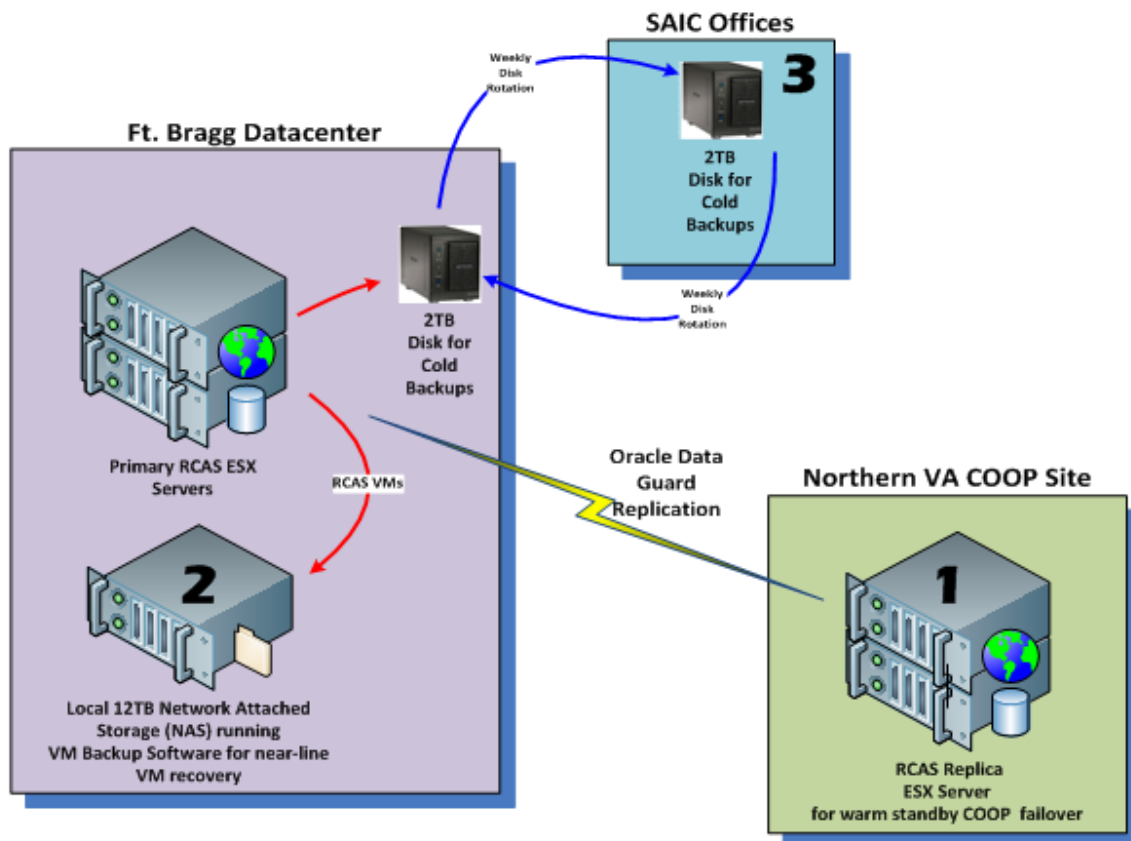 SAIC Offices
Weekly
Disk
Rotation
3
2TB
Disk for
Cold
Backups
Ft. Bragg Datacenter
2TB
Disk for
Cold
Backups
Weekly
Disk
Rotation
Primary RCAS ESX
Servers
RCAS VMs
Oracle Data
Guard
Replication
2
Local 12TB Network Attached
Storage (NAS) running
VM Backup Software for near-line
VM recovery
Northern VA COOP Site
1
RCAS Replica
ESX Server
for warm standby COOP failover